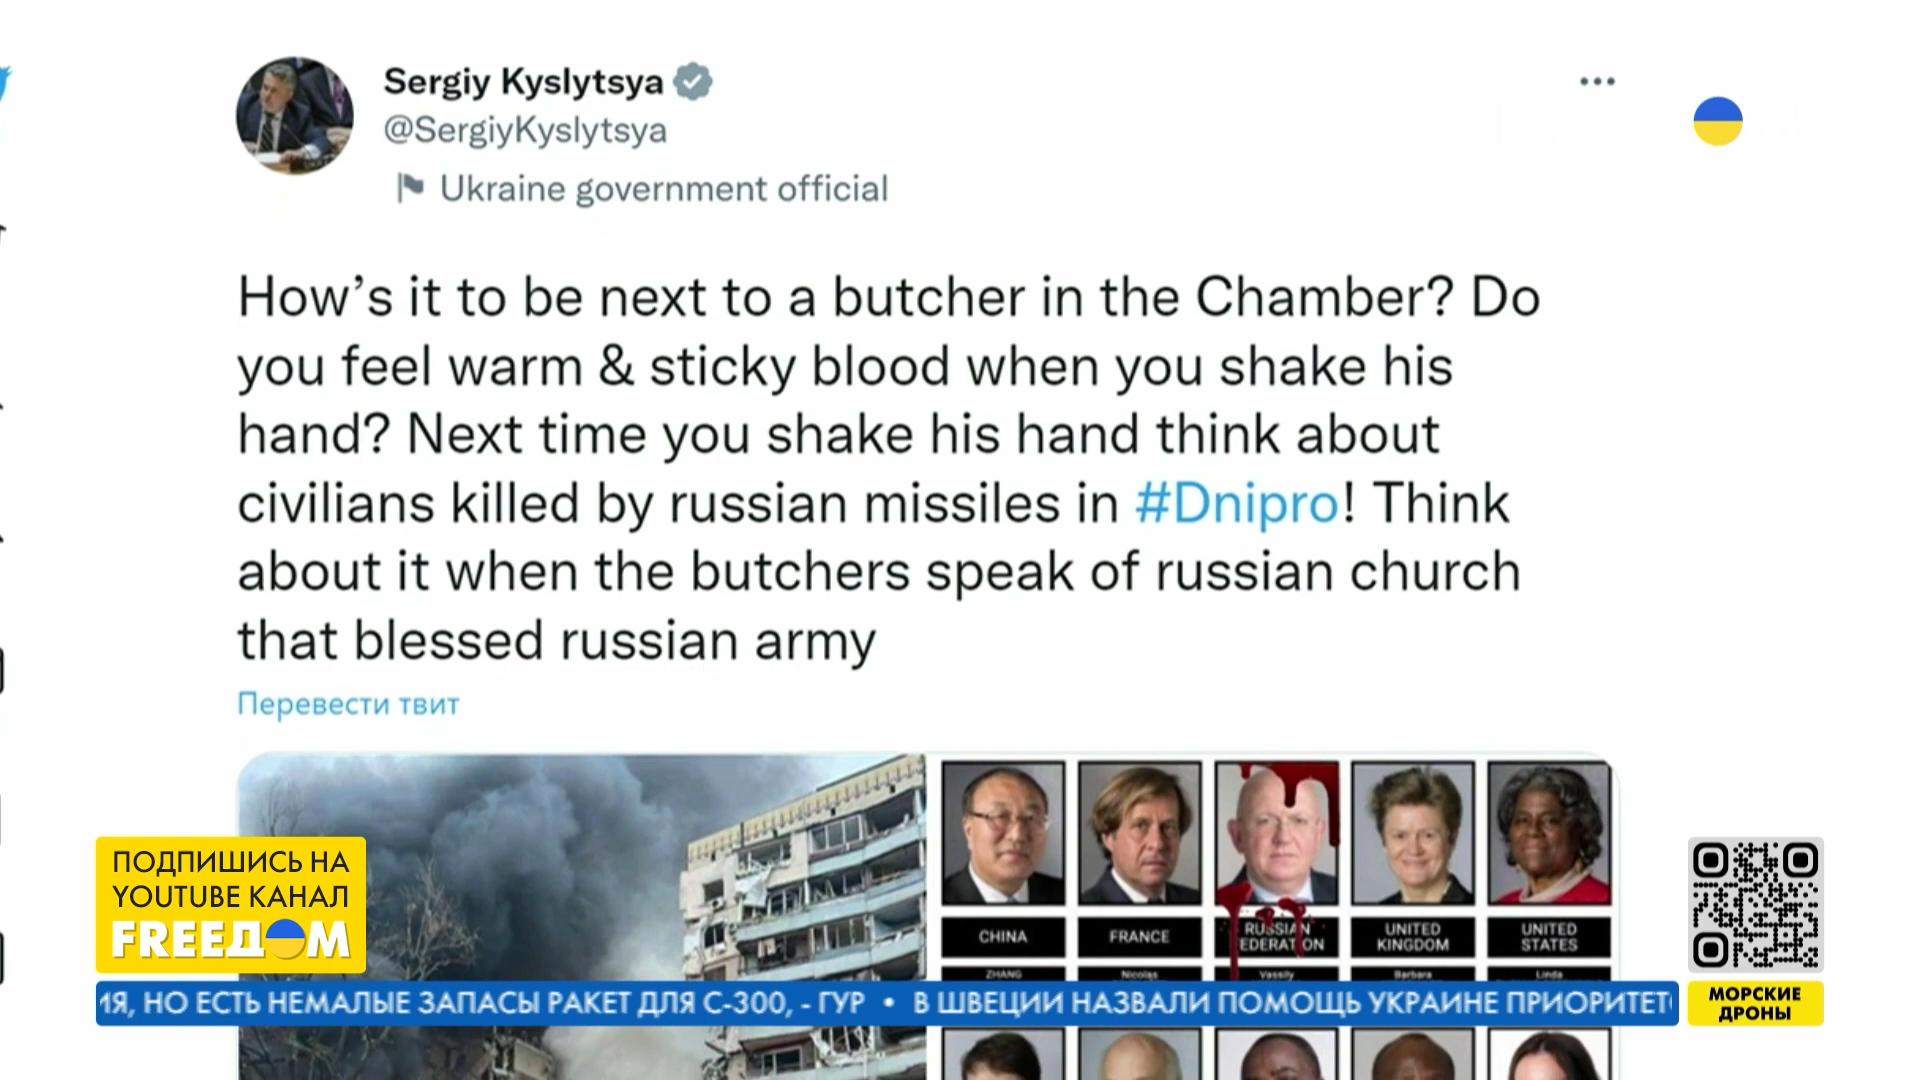 Sergiy Kyslytsya
@SergiyKyslytsya
Ukraine government official
How’s it to be next to a butcher in the Chamber? Do
you feel warm & sticky blood when you shake his
hand? Next time you shake his hand think about
civilians killed by russian missiles in #Dnipro! Think
about it when the butchers speak of russian church
that blessed russian army
Перевести твит
CHINA
FRANCE
RUSSIAN
FEDERATION
UNITED
KINGDOM
UNITED
STATES
ZHANG
Nicolas
Vassily
Barbara
Linda
ПОДПИШИСЬ НА
YOUTUBE КАНАЛ
FREEДОМ
ИЯ, НО ЕСТЬ НЕМАЛЫЕ ЗАПАСЫ РАКЕТ ДЛЯ С-300, - ГУР • В ШВЕЦИИ НАЗВАЛИ ПОМОЩЬ УКРАИНЕ ПРИОРИТЕТО
МОРСКИЕ
ДРОНЫ